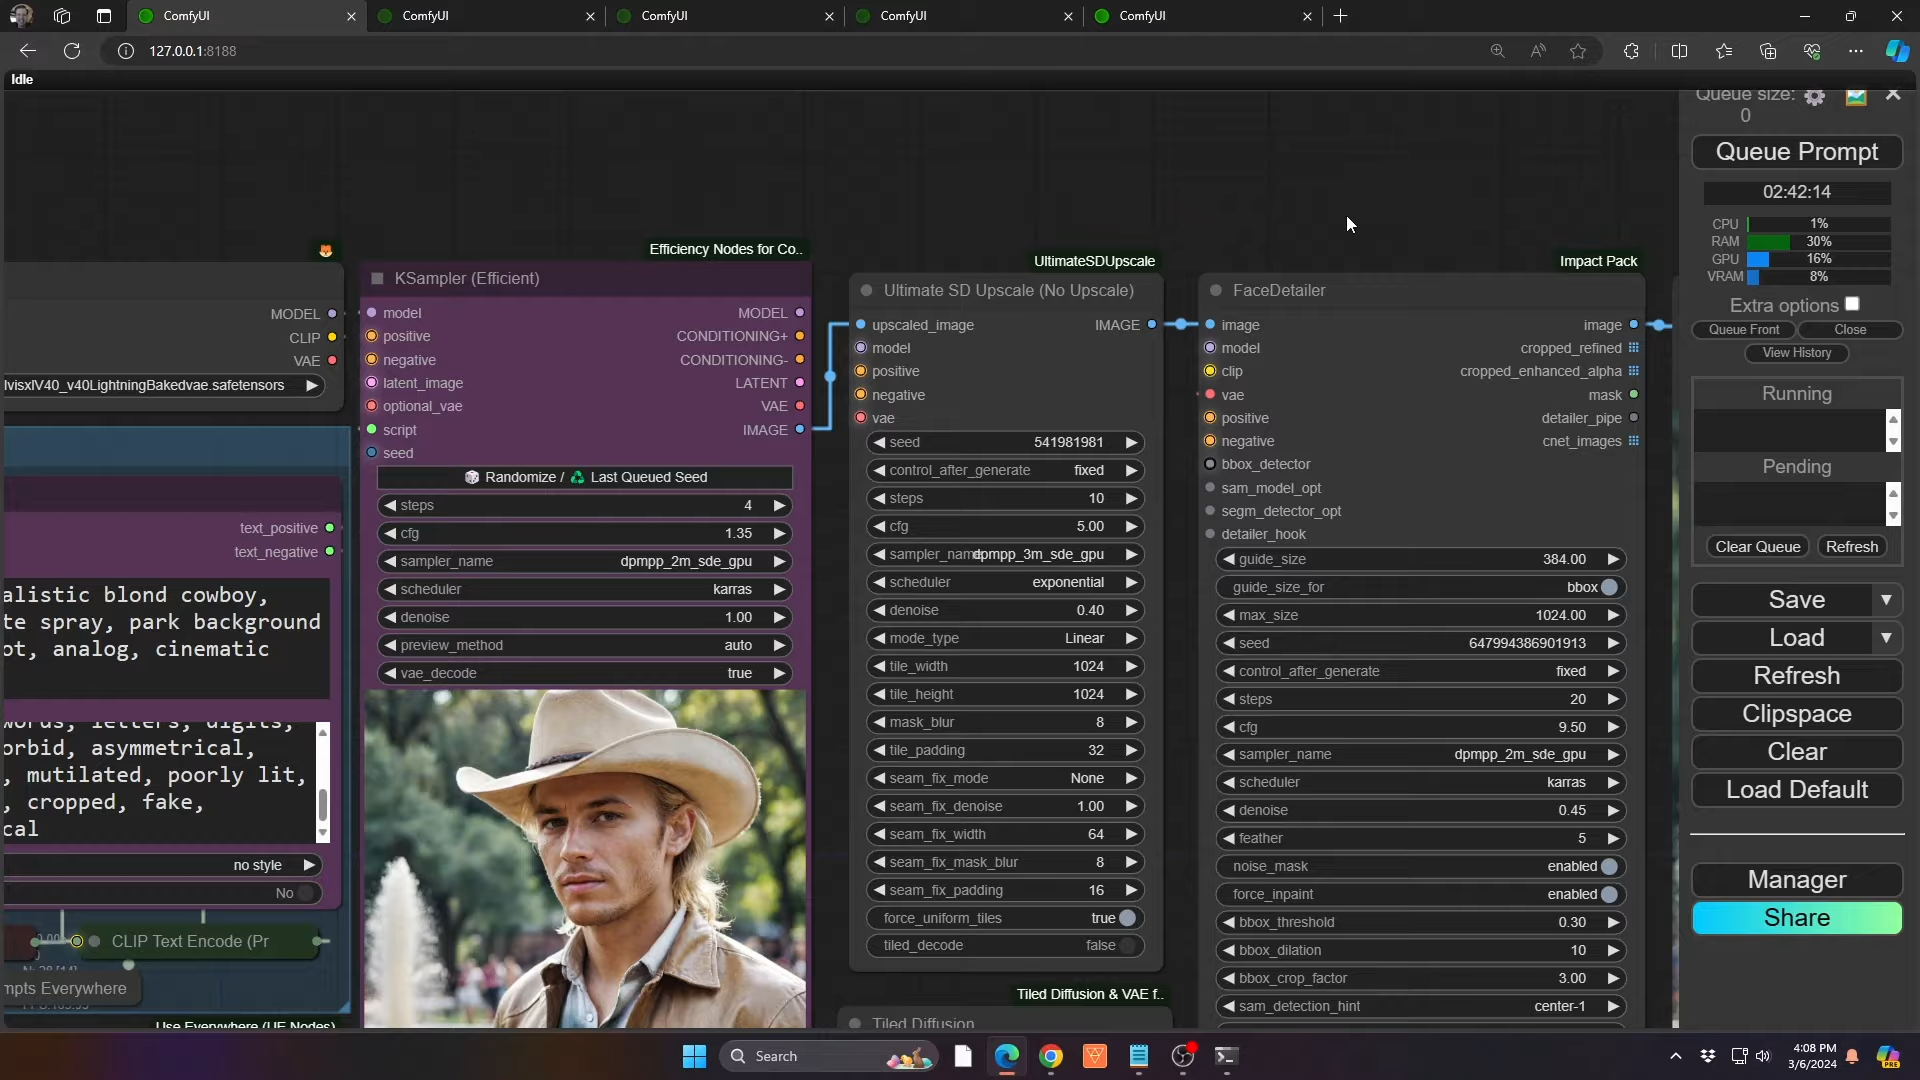 ComfyUI
ComfyUI
ComfyUI
ComfyUI
ComfyUI
127.0.0.1:8188
Idle
Queue size:
0
Queue Prompt
02:42:14
CPU 1%
RAM 30%
GPU 16%
VRAM 8%
Extra options
Queue Front
Close
View History
Running
Pending
Clear Queue
Refresh
Save
Load
Refresh
Clipspace
Clear
Load Default
Manager
Share
MODEL
CLIP
VAE
lvisxlV40_v40LightningBakedvae.safetensors
text_positive
text_negative
alistic blond cowboy,
te spray, park background
ot, analog, cinematic
words, letters, digits,
orbid, asymmetrical,
, mutilated, poorly lit,
, cropped, fake,
cal
no style
No
CLIP Text Encode (Pr
mpts Everywhere
Use Everywhere (UE Nodes)
Efficiency Nodes for Co..
KSampler (Efficient)
model MODEL
positive CONDITIONING+
negative CONDITIONING-
latent_image LATENT
optional_vae VAE
script IMAGE
seed
Randomize / Last Queued Seed
steps 4
cfg 1.35
sampler_name dpmpp_2m_sde_gpu
scheduler karras
denoise 1.00
preview_method auto
vae_decode true
UltimateSDUpscale
Ultimate SD Upscale (No Upscale)
upscaled_image IMAGE
model
positive
negative
vae
seed 541981981
control_after_generate fixed
steps 10
cfg 5.00
dpmpp_3m_sde_gpu
scheduler exponential
denoise 0.40
mode_type Linear
tile_width 1024
tile_height 1024
mask_blur 8
tile_padding 32
seam_fix_mode None
seam_fix_denoise 1.00
seam_fix_width 64
seam_fix_mask_blur 8
seam_fix_padding 16
force_uniform_tiles true
tiled_decode false
Tiled Diffusion & VAE f..
Tiled Diffusion
Impact Pack
FaceDetailer
image image
model cropped_refined
clip cropped_enhanced_alpha
vae mask
positive detailer_pipe
negative cnet_images
bbox_detector
sam_model_opt
segm_detector_opt
detailer_hook
guide_size 384.00
guide_size_for bbox
max_size 1024.00
seed 647994386901913
control_after_generate fixed
steps 20
cfg 9.50
sampler_name dpmpp_2m_sde_gpu
scheduler karras
denoise 0.45
feather 5
noise_mask enabled
force_inpaint enabled
bbox_threshold 0.30
bbox_dilation 10
bbox_crop_factor 3.00
sam_detection_hint center-1
Search
4:08 PM
3/6/2024
PRE